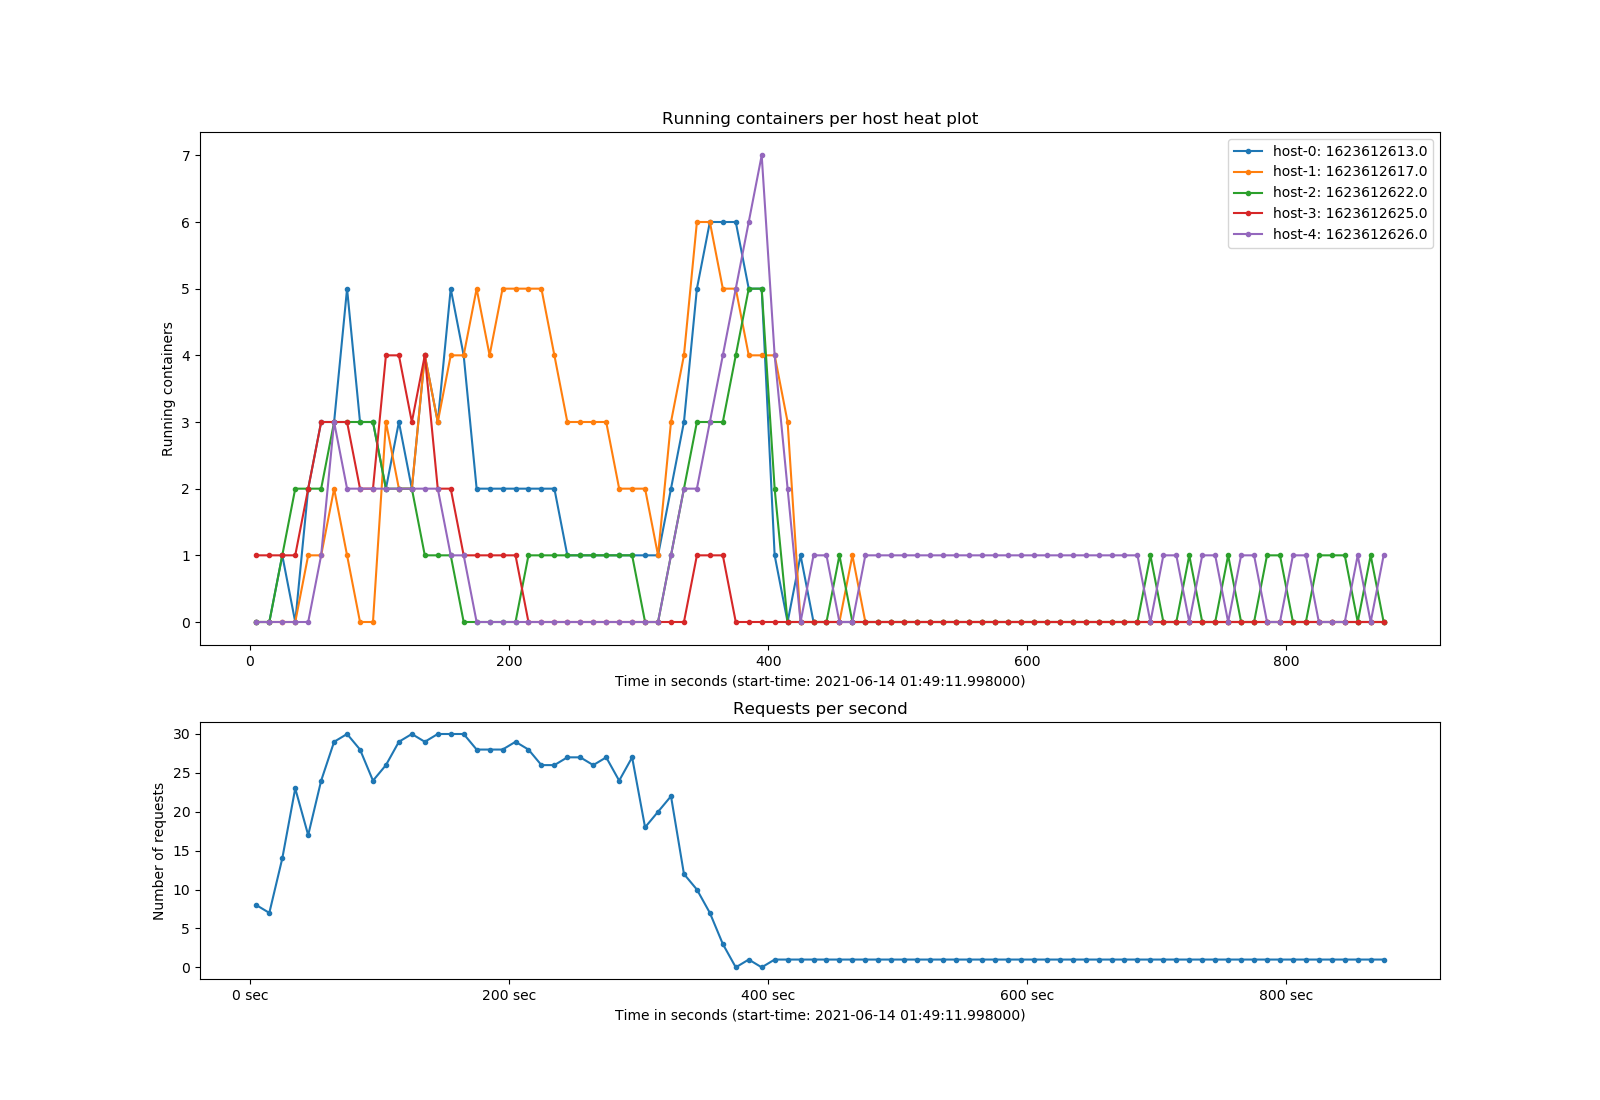 Running containers per host heat plot
7
6
5
4
3
2
1
0
Running containers
host-0: 1623612613.0
host-1: 1623612617.0
host-2: 1623612622.0
host-3: 1623612625.0
host-4: 1623612626.0
0 200 400 600 800
Time in seconds (start-time: 2021-06-14 01:49:11.998000)
Requests per second
30
25
20
15
10
5
0
Number of requests
0 sec 200 sec 400 sec 600 sec 800 sec
Time in seconds (start-time: 2021-06-14 01:49:11.998000)